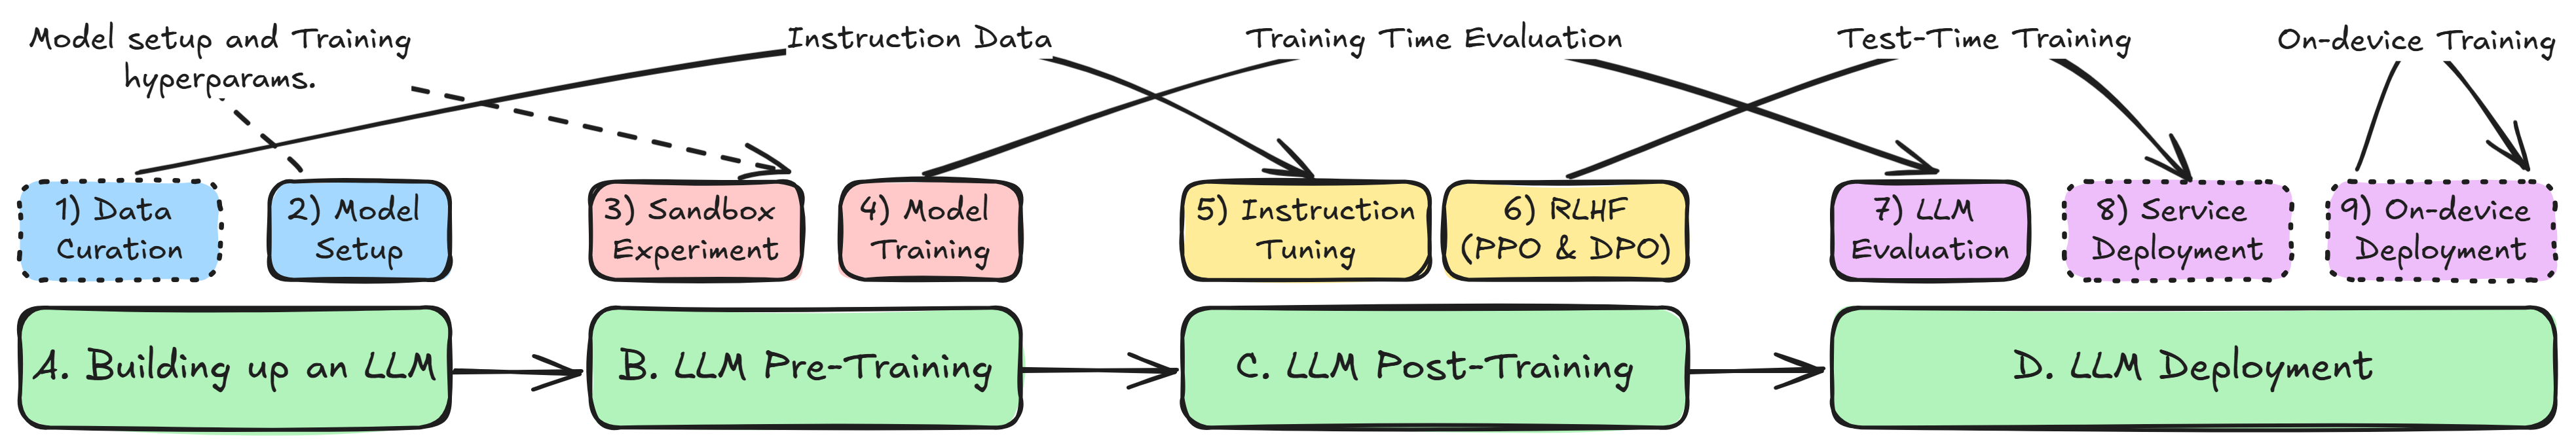 Model setup and Training
hyperparams.
Instruction Data
Training Time Evaluation
Test-Time Training
On-device Training
1) Data
Curation
2) Model
Setup
3) Sandbox
Experiment
4) Model
Training
5) Instruction
Tuning
6) RLHF
(PPO & DPO)
7) LLM
Evaluation
8) Service
Deployment
9) On-device
Deployment
A. Building up an LLM
B. LLM Pre-Training
C. LLM Post-Training
D. LLM Deployment